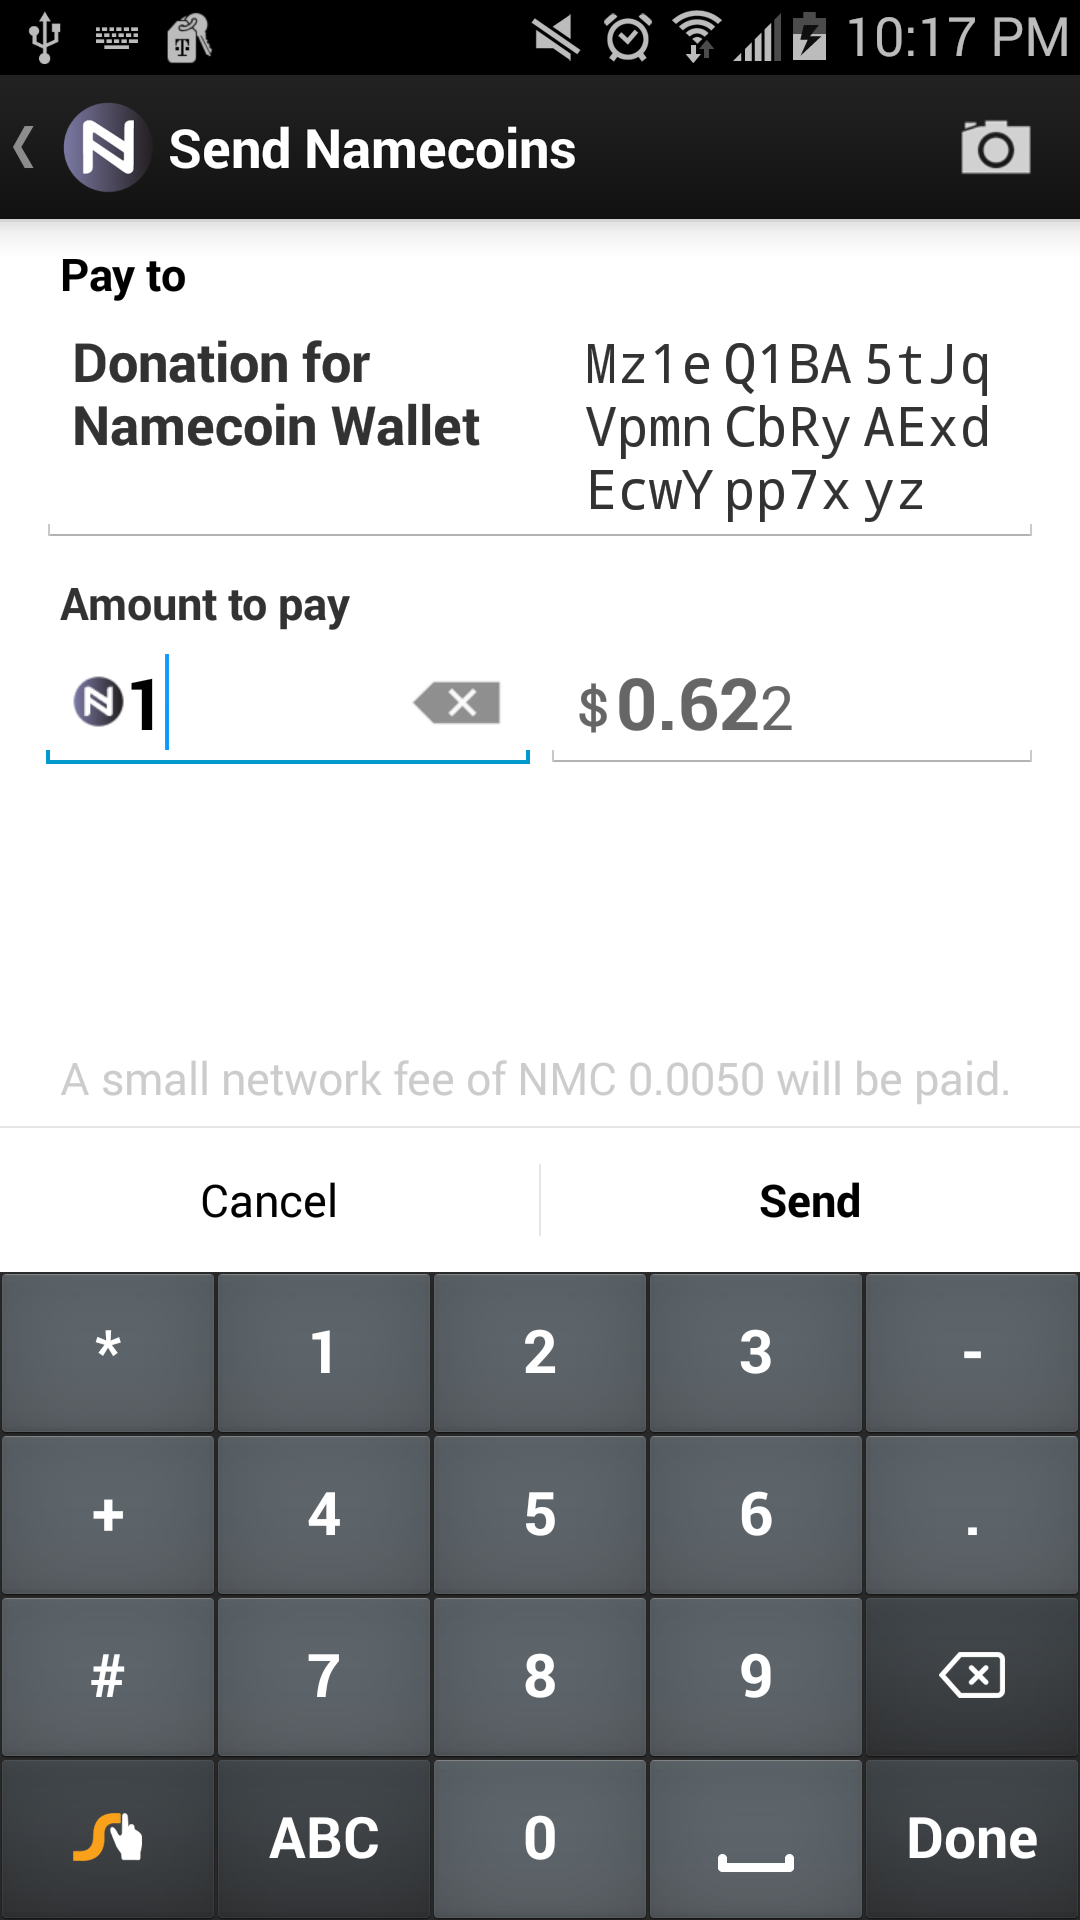 10:17 PM
Send Namecoins
Pay to
Donation for Mz1e Q1BA 5tJq
Namecoin Wallet Vpmn CbRy AExd
EcwY pp7x yz
Amount to pay
1 $ 0.622
A small network fee of NMC 0.0050 will be paid.
Cancel Send
* 1 2 3 -
+ 4 5 6 .
# 7 8 9
ABC 0 Done